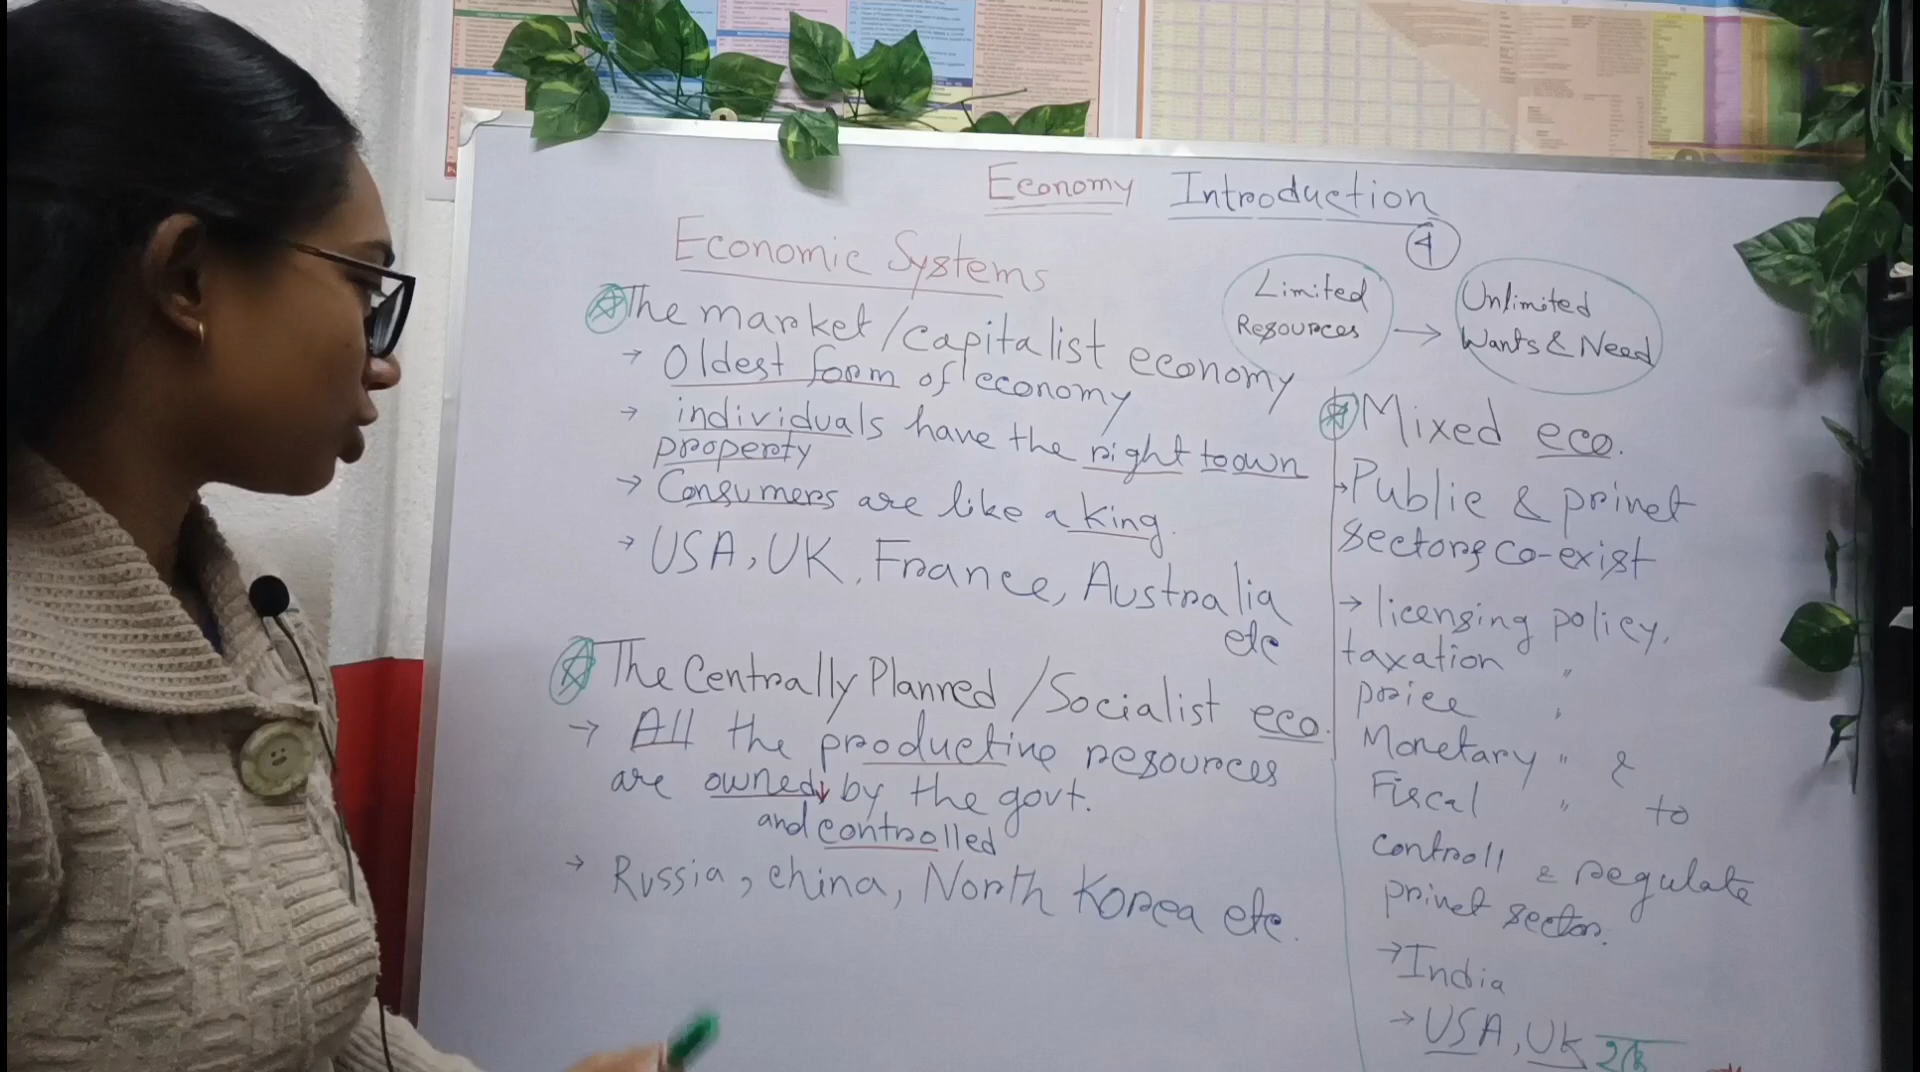 Economy Introduction
4
Economic Systems
The market/capitalist economy
→ Oldest form of economy
→ individuals have the right to own
property
→ Consumers are like a king.
→ USA, UK, France, Australia
etc
The Centrally Planned/Socialist eco.
→ All the productive resources
are owned by the govt.
and controlled
→ Russia, china, North Korea etc.
Limited
Resources
→
Unlimited
Wants & Need
Mixed eco.
→ Public & privet
sectors co-exist
→ licensing policy,
taxation "
price "
Monetary " &
Fiscal " to
controll & regulate
privet sector.
→ India
→ USA, UK